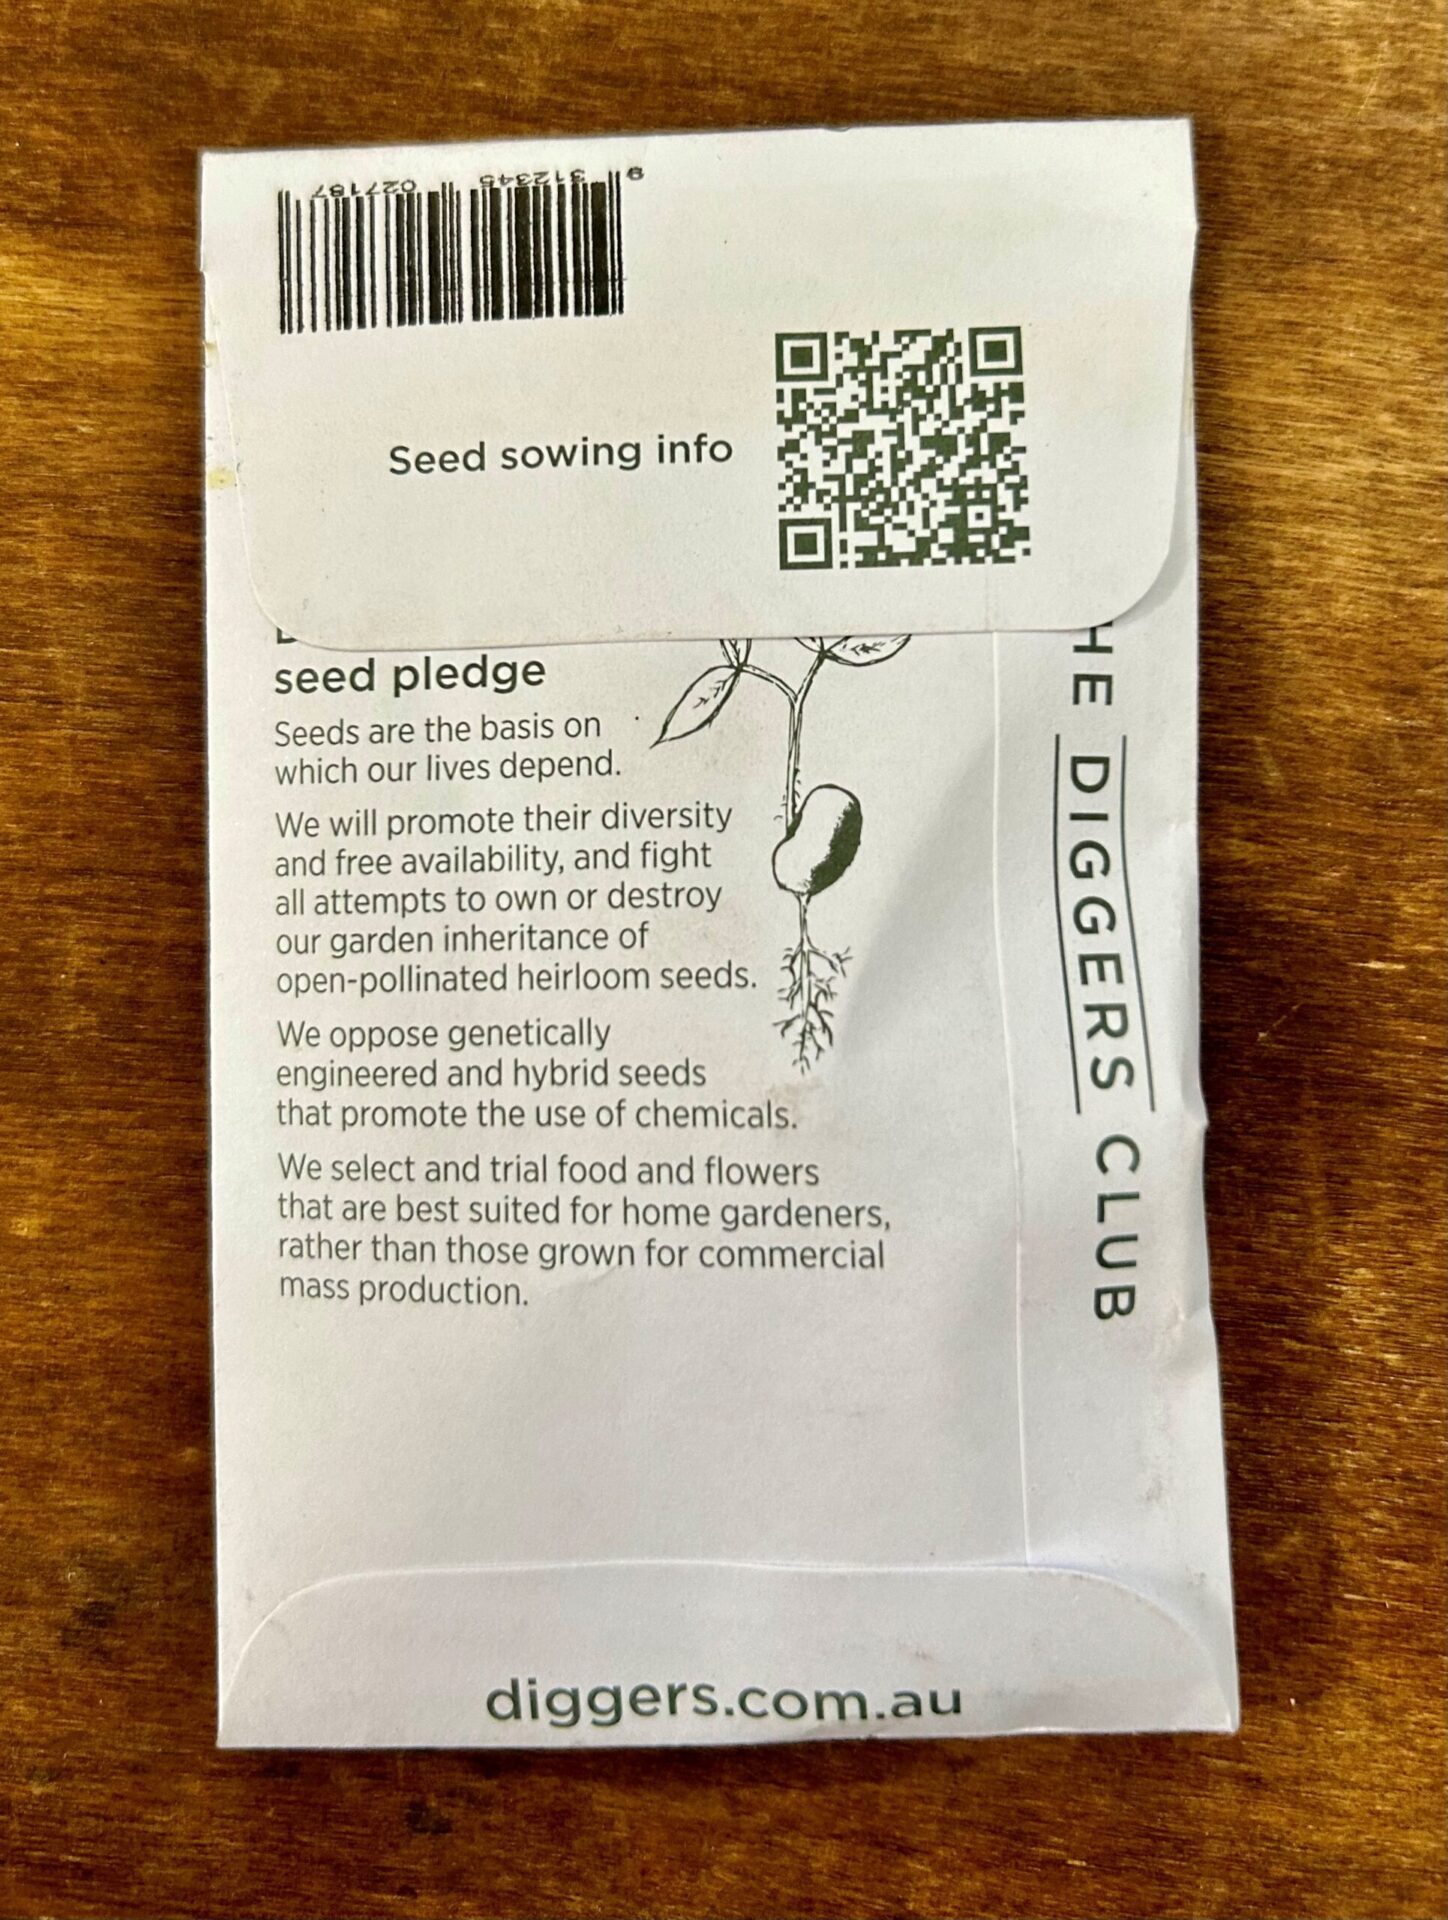 9 312345 027187
Seed sowing info
seed pledge
Seeds are the basis on
which our lives depend.
We will promote their diversity
and free availability, and fight
all attempts to own or destroy
our garden inheritance of
open-pollinated heirloom seeds.
We oppose genetically
engineered and hybrid seeds
that promote the use of chemicals.
We select and trial food and flowers
that are best suited for home gardeners,
rather than those grown for commercial
mass production.
HE DIGGERS CLUB
diggers.com.au